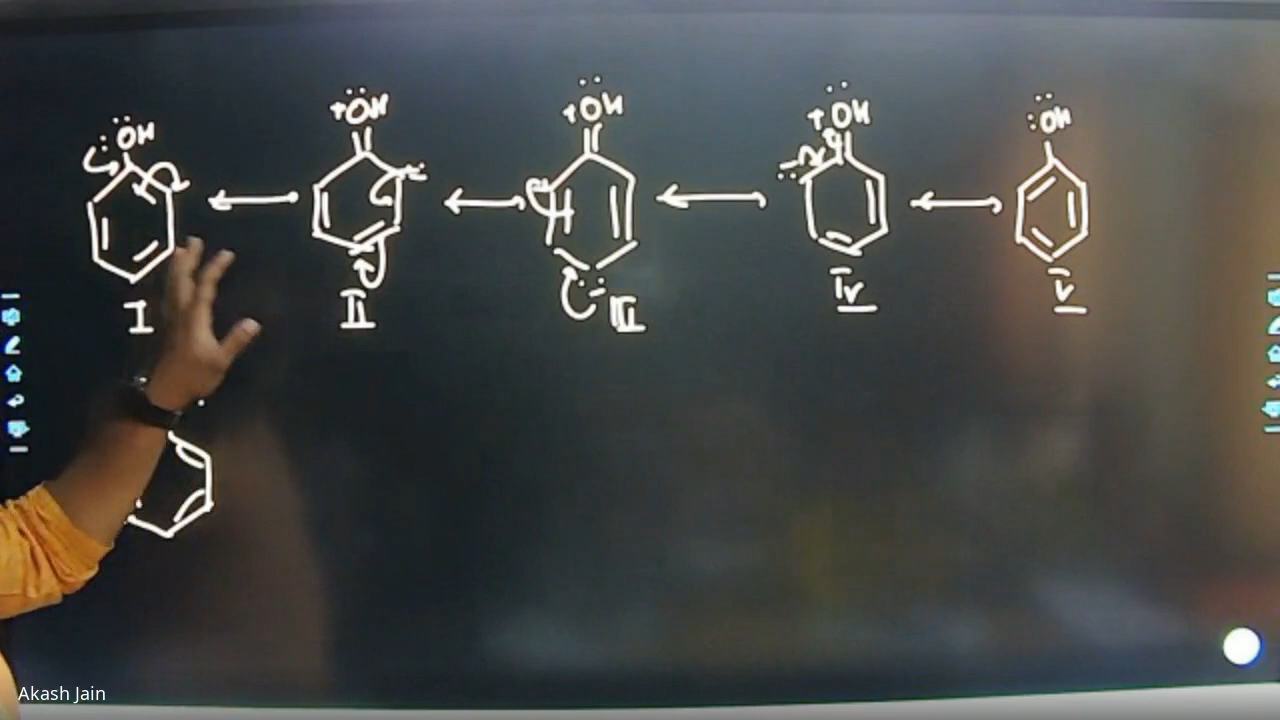 :ÖH ⟷ +ÖH ⟷ +ÖH ⟷ +ÖH ⟷ :ÖH
I II III IV V
Akash Jain